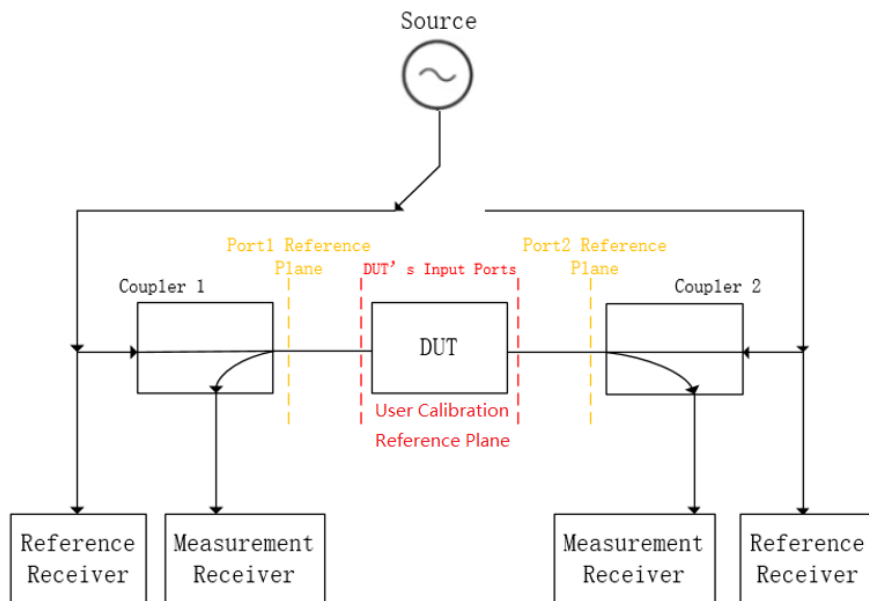 Source
Port1 Reference
Plane
DUT's Input Ports
Port2 Reference
Plane
Coupler 1
Coupler 2
DUT
User Calibration
Reference Plane
Reference
Receiver
Measurement
Receiver
Measurement
Receiver
Reference
Receiver